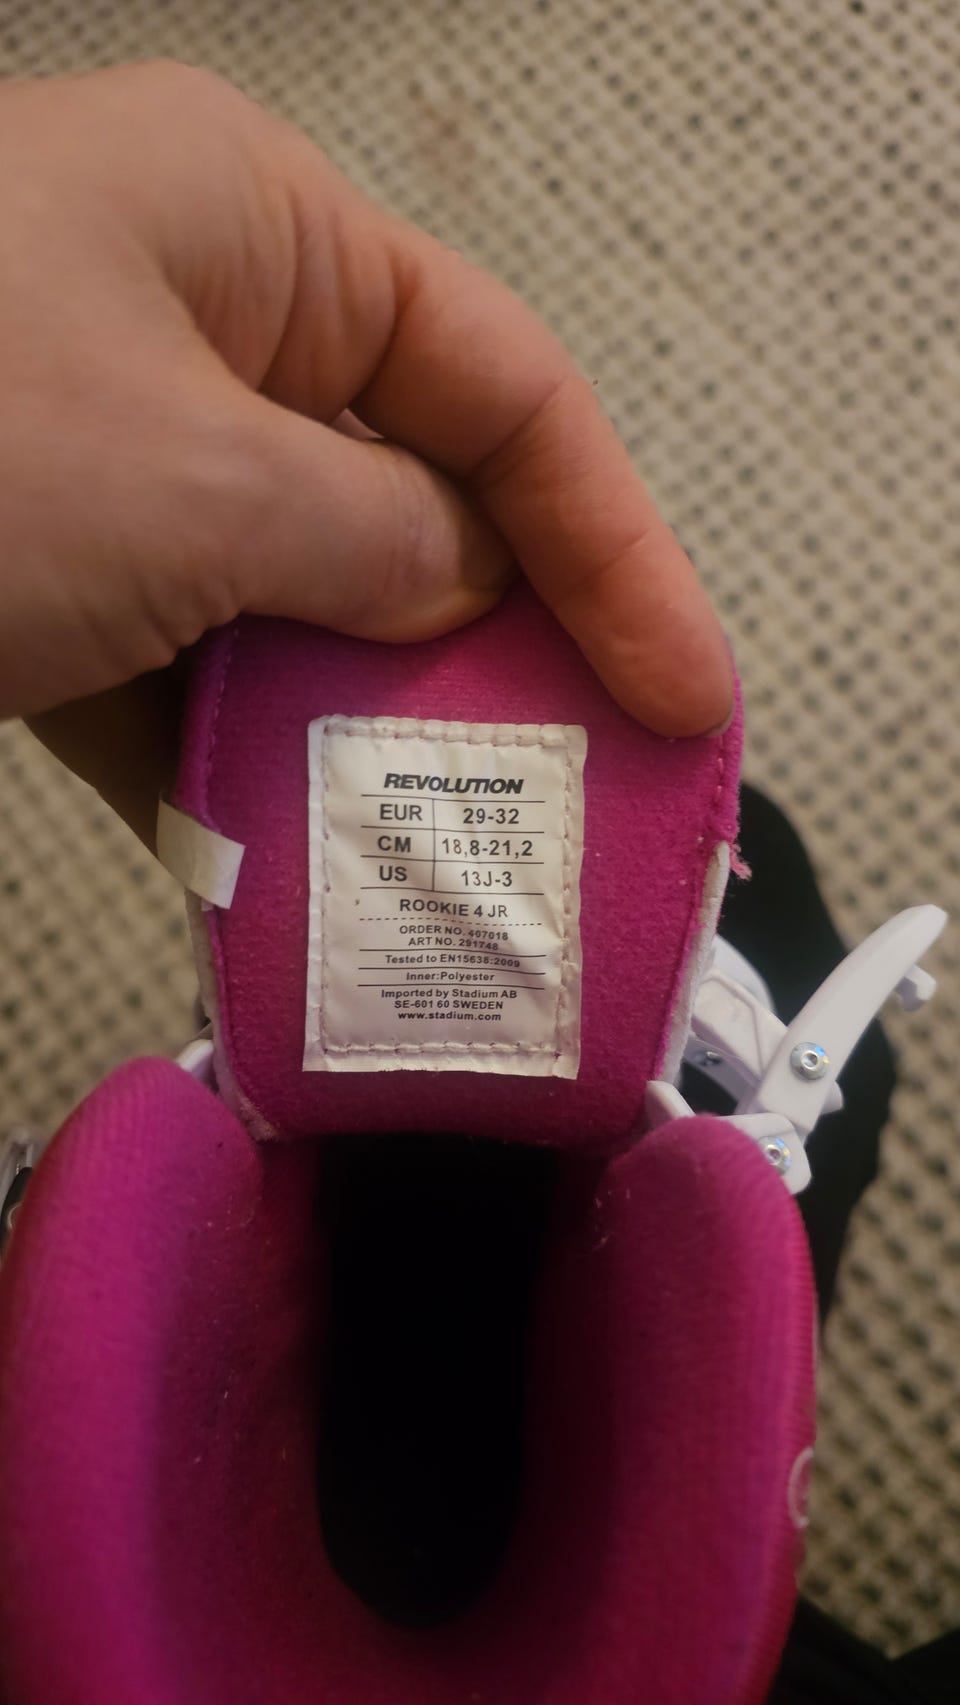 REVOLUTION
EUR 29-32
CM 18,8-21,2
US 13J-3
ROOKIE 4 JR
ORDER NO. 407018
ART NO. 291748
Tested to EN15638:2009
Inner:Polyester
Imported by Stadium AB
SE-601 60 SWEDEN
www.stadium.com